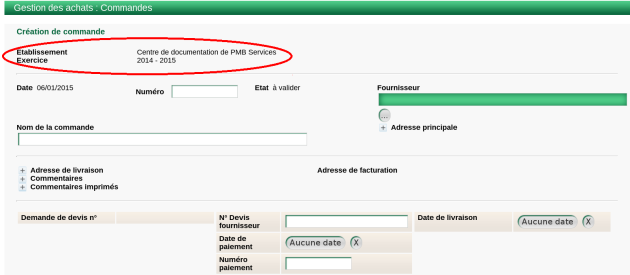 Gestion des achats : Commandes
Création de commande
Etablissement Centre de documentation de PMB Services
Exercice 2014 - 2015
Date 06/01/2015 Numéro Etat à valider Fournisseur
...
Nom de la commande + Adresse principale
+ Adresse de livraison Adresse de facturation
+ Commentaires
+ Commentaires imprimés
Demande de devis n° N° Devis fournisseur Date de livraison Aucune date X
Date de paiement Aucune date X
Numéro paiement